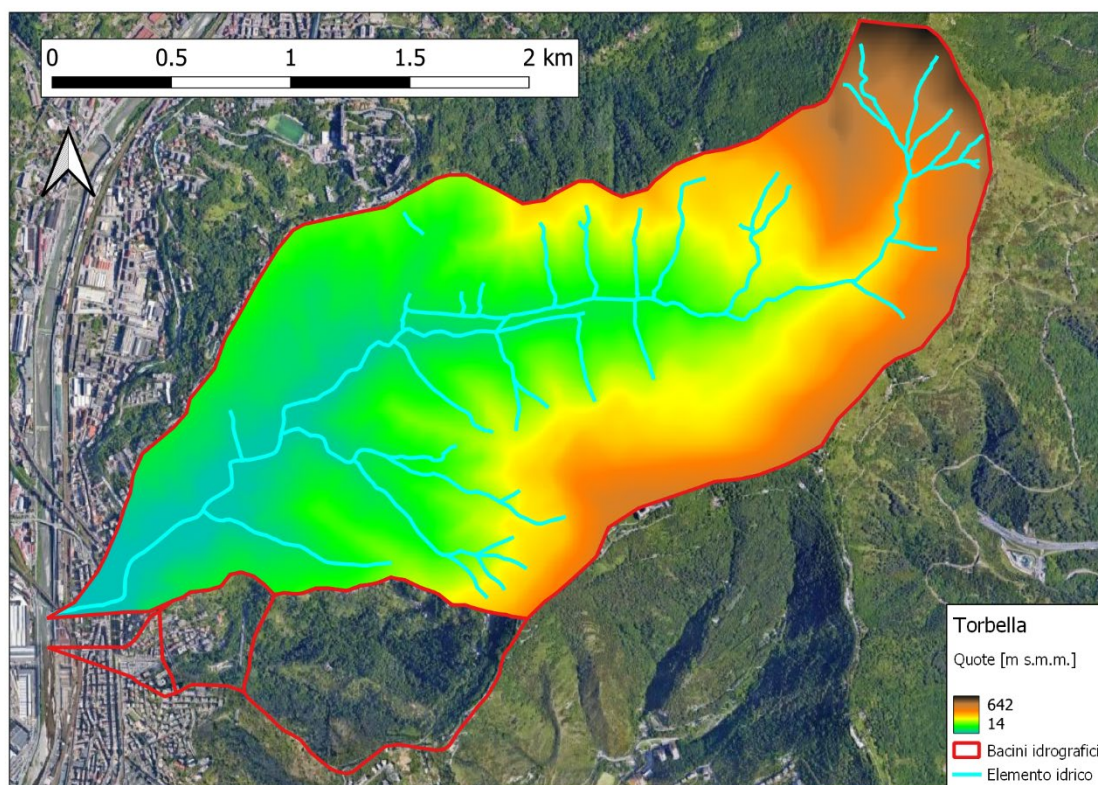 0 0.5 1 1.5 2 km
Torbella
Quote [m s.m.m.]
642
14
Bacini idrografici
Elemento idrico